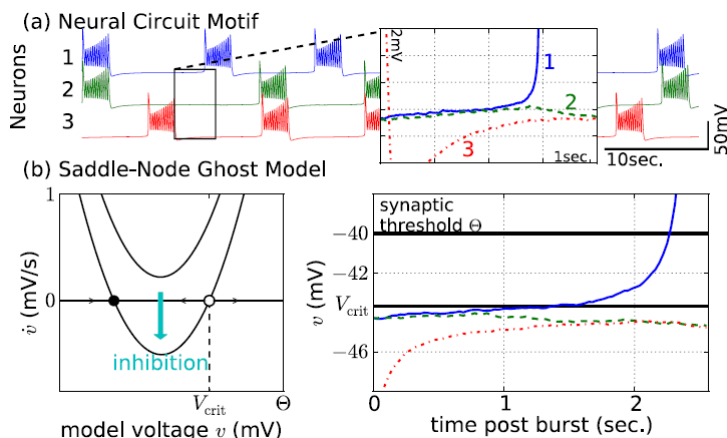 (a) Neural Circuit Motif
Neurons
1
2
3
2mV
1
2
3
1sec.
10sec.
50mV
(b) Saddle-Node Ghost Model
v̇ (mV/s)
1
0
inhibition
V_crit
Θ
model voltage v (mV)
v (mV)
synaptic
threshold Θ
−40
−42
V_crit
−44
−46
0
1
2
time post burst (sec.)